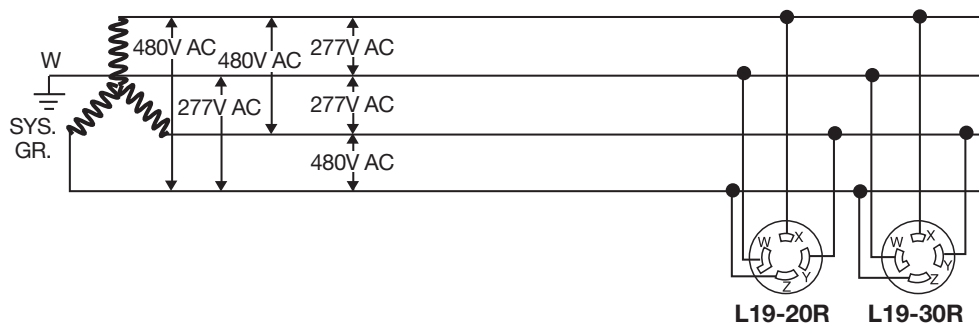 W
SYS.
GR.
480V AC
480V AC
277V AC
277V AC
277V AC
480V AC
W
X
Y
Z
W
X
Y
Z
L19-20R
L19-30R